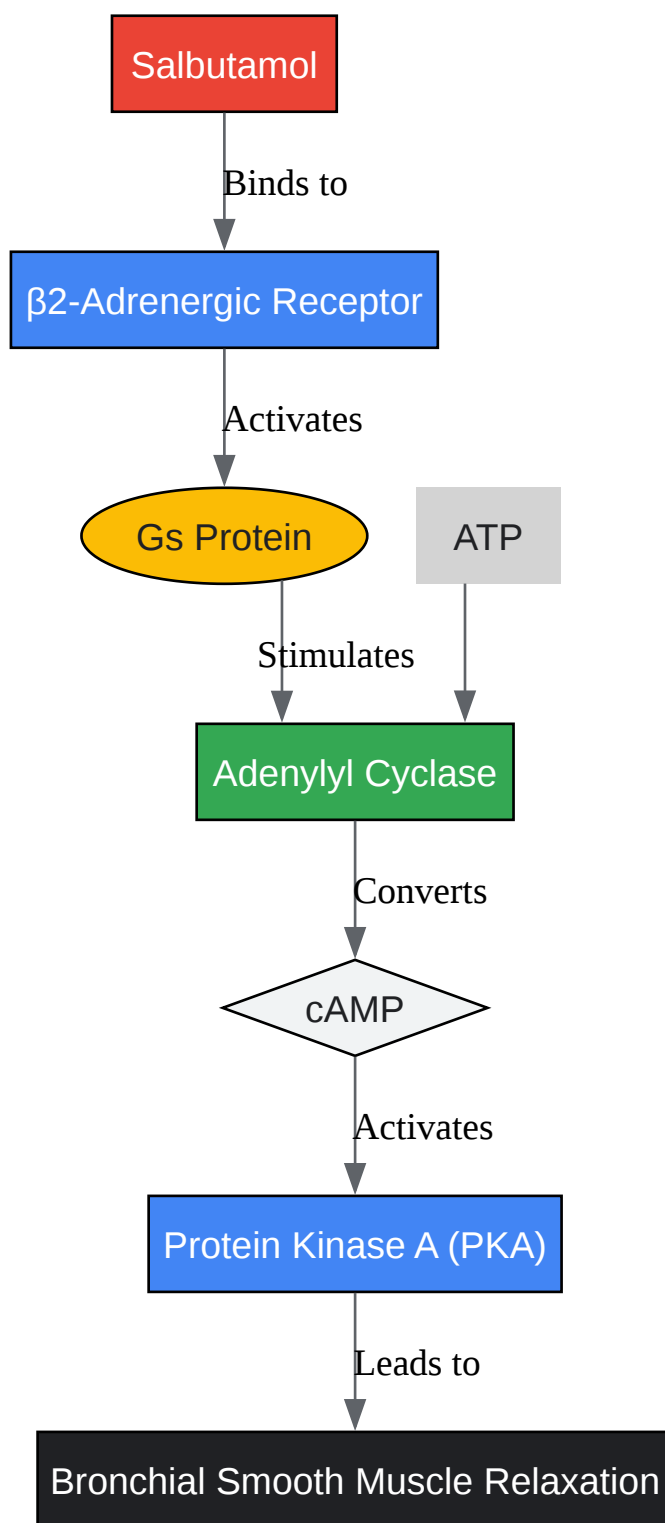 Salbutamol
Binds to
β2-Adrenergic Receptor
Activates
Gs Protein
ATP
Stimulates
Adenylyl Cyclase
Converts
cAMP
Activates
Protein Kinase A (PKA)
Leads to
Bronchial Smooth Muscle Relaxation